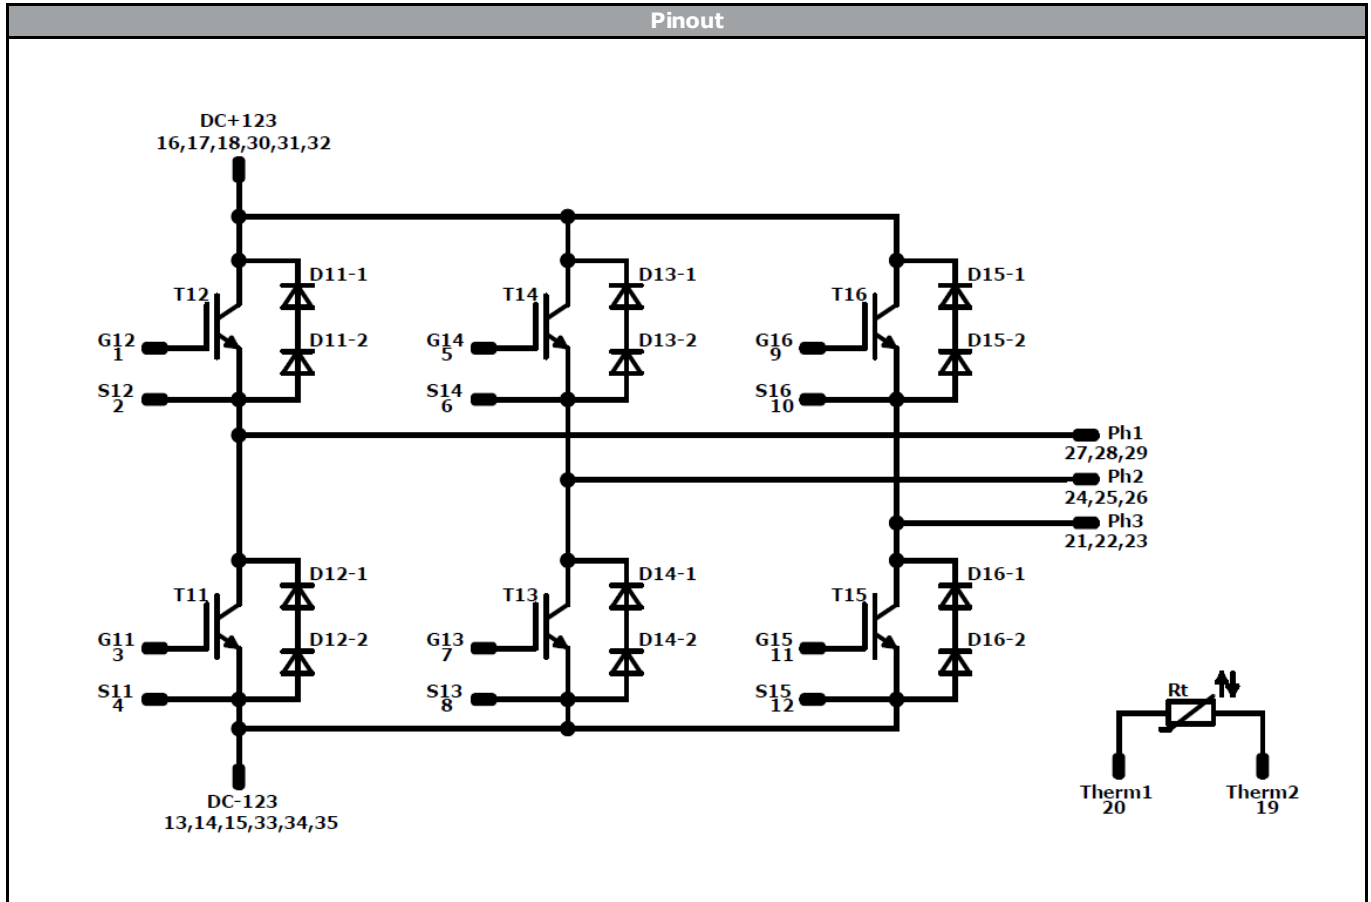 Pinout
DC+123
16,17,18,30,31,32
D11-1
D13-1
D15-1
T12
T14
T16
G12
1
D11-2
G14
5
D13-2
G16
9
D15-2
S12
2
S14
6
S16
10
Ph1
27,28,29
Ph2
24,25,26
Ph3
21,22,23
D12-1
D14-1
D16-1
T11
T13
T15
G11
3
D12-2
G13
7
D14-2
G15
11
D16-2
S11
4
S13
8
S15
12
Rt
DC-123
13,14,15,33,34,35
Therm1
20
Therm2
19